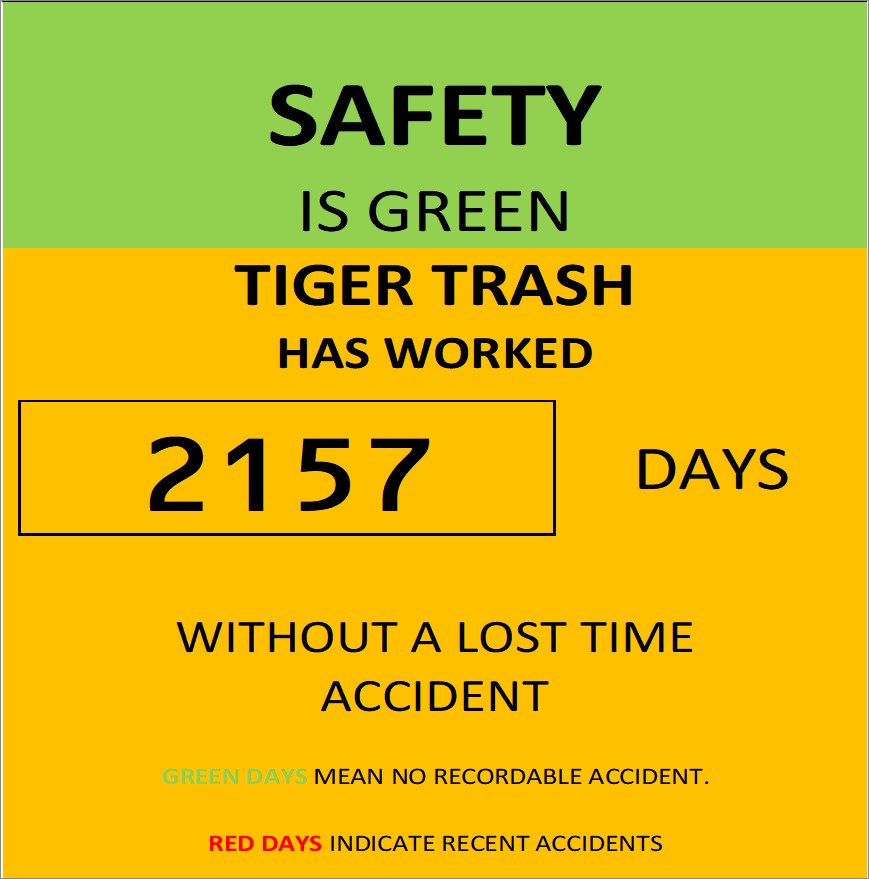 SAFETY
IS GREEN
TIGER TRASH
HAS WORKED
2157 DAYS
WITHOUT A LOST TIME
ACCIDENT
GREEN DAYS MEAN NO RECORDABLE ACCIDENT.
RED DAYS INDICATE RECENT ACCIDENTS